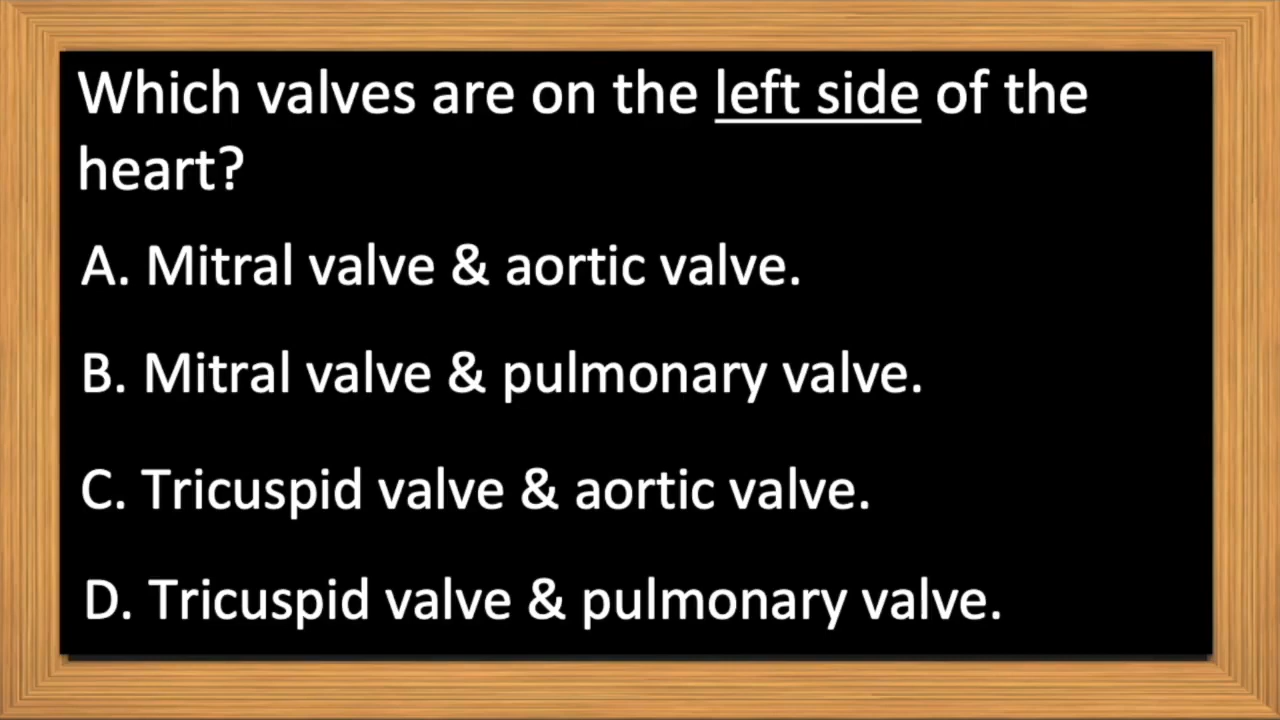 Which valves are on the left side of the
heart?
A. Mitral valve & aortic valve.
B. Mitral valve & pulmonary valve.
C. Tricuspid valve & aortic valve.
D. Tricuspid valve & pulmonary valve.